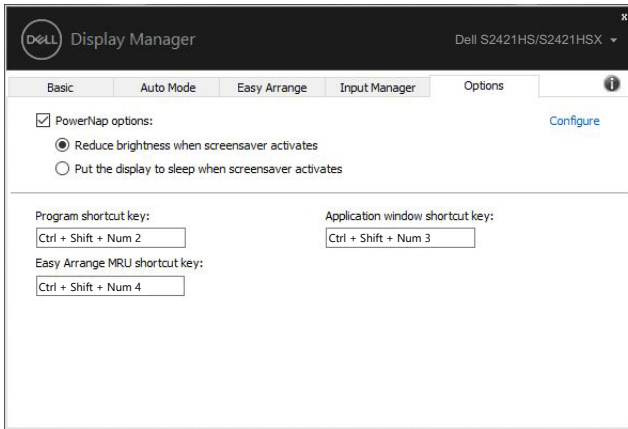 x
DELL Display Manager Dell S2421HS/S2421HSX
Basic Auto Mode Easy Arrange Input Manager Options i
PowerNap options: Configure
Reduce brightness when screensaver activates
Put the display to sleep when screensaver activates
Program shortcut key: Application window shortcut key:
Ctrl + Shift + Num 2 Ctrl + Shift + Num 3
Easy Arrange MRU shortcut key:
Ctrl + Shift + Num 4